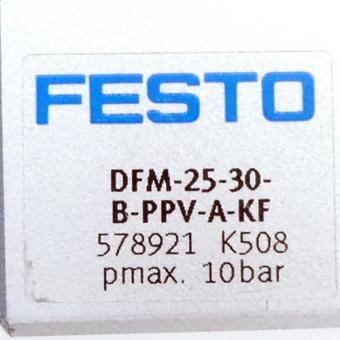 FESTO
DFM-25-30-
B-PPV-A-KF
578921 K508
pmax. 10bar